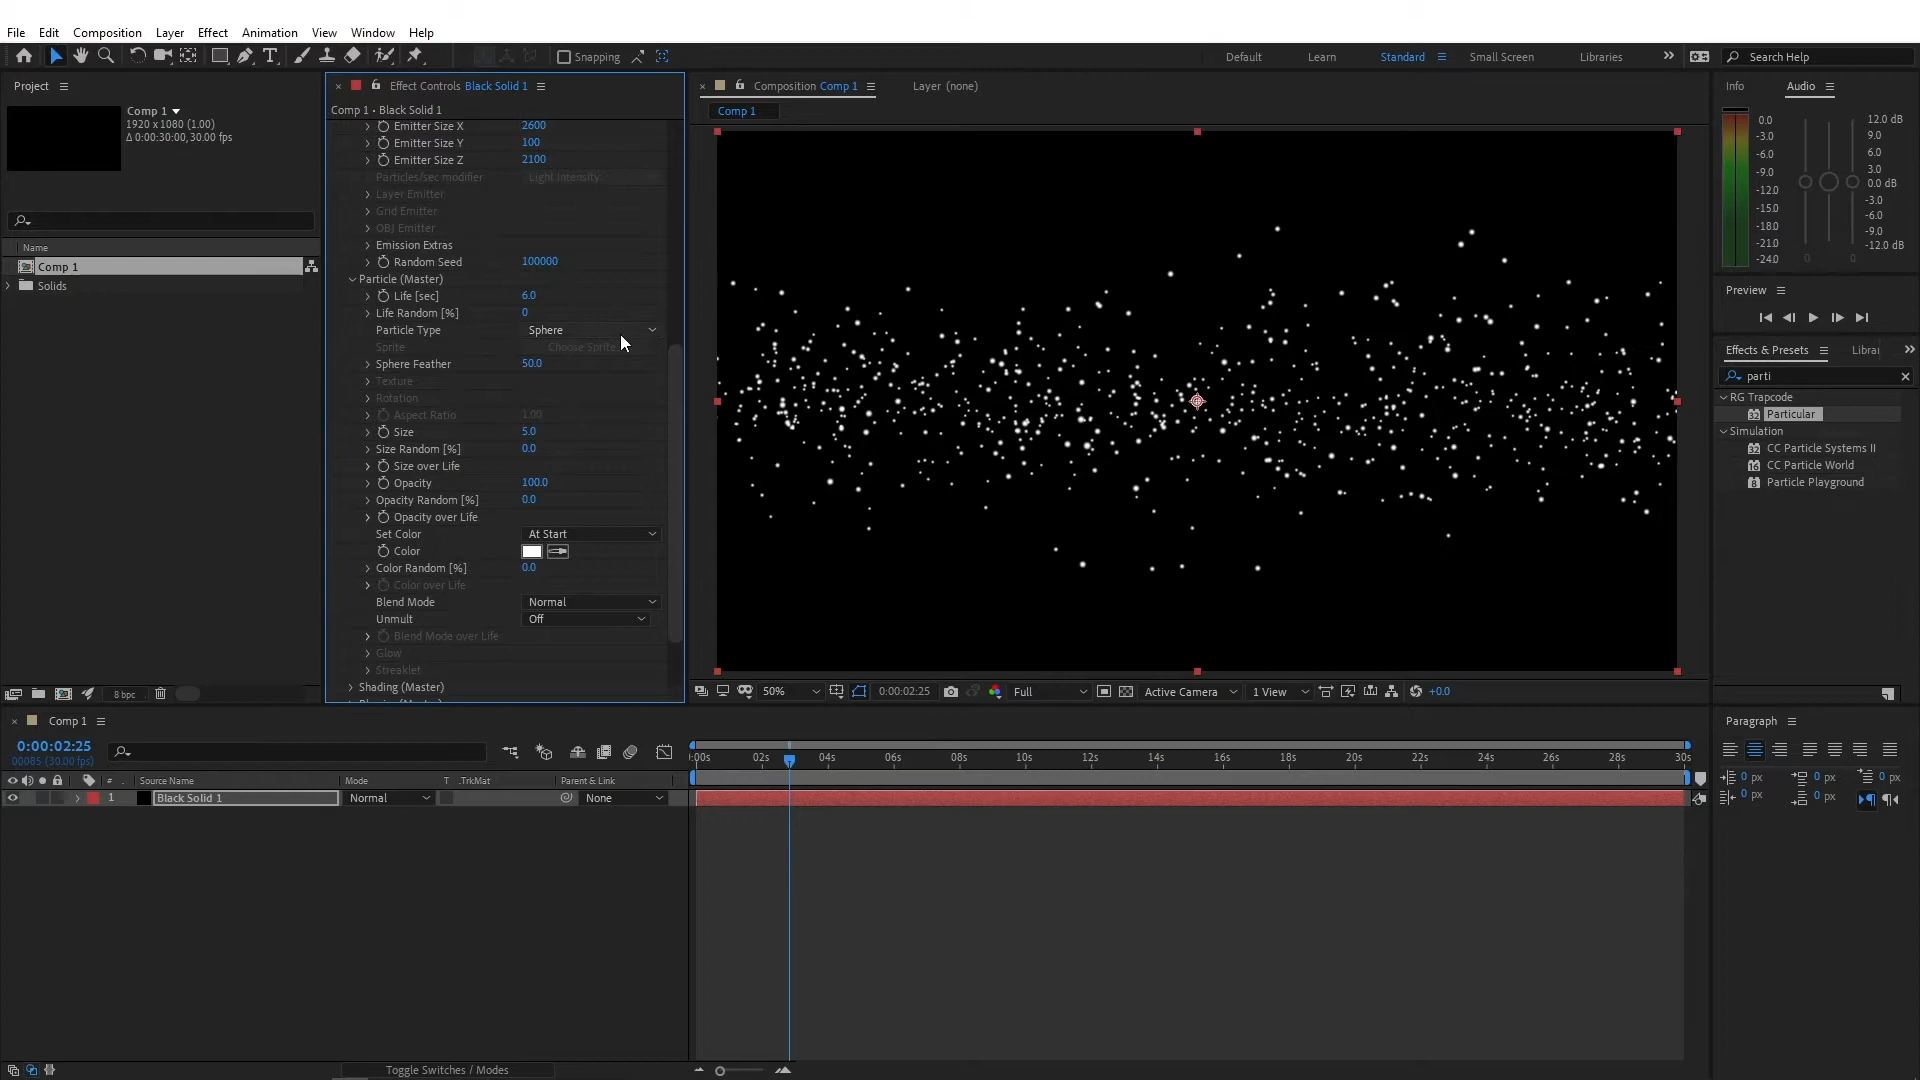 File Edit Composition Layer Effect Animation View Window Help
Snapping Default Learn Standard Small Screen Libraries Search Help
Project
Comp 1
1920 x 1080 (1.00)
Δ 0:00:30:00, 30.00 fps
Name
Comp 1
Solids
8 bpc
Effect Controls Black Solid 1
Comp 1 • Black Solid 1
Emitter Size X 2600
Emitter Size Y 100
Emitter Size Z 2100
Particles/sec modifier Light Intensity
Layer Emitter
Grid Emitter
OBJ Emitter
Emission Extras
Random Seed 100000
Particle (Master)
Life [sec] 6.0
Life Random [%] 0
Particle Type Sphere
Sprite Choose Sprite
Sphere Feather 50.0
Texture
Rotation
Aspect Ratio 1.00
Size 5.0
Size Random [%] 0.0
Size over Life
Opacity 100.0
Opacity Random [%] 0.0
Opacity over Life
Set Color At Start
Color
Color Random [%] 0.0
Color over Life
Blend Mode Normal
Unmult Off
Blend Mode over Life
Glow
Streaklet
Shading (Master)
Composition Comp 1 Layer (none)
Comp 1
50% 0:00:02:25 Full Active Camera 1 View +0.0
Info Audio
0.0 12.0 dB
-3.0 9.0
-6.0 6.0
-9.0 3.0
-12.0 0.0 dB
-15.0 -3.0
-18.0 -6.0
-21.0 -9.0
-24.0 0 0 -12.0 dB
Preview
Effects & Presets Librai
parti
RG Trapcode
32 Particular
Simulation
32 CC Particle Systems II
16 CC Particle World
8 Particle Playground
Paragraph
0 px 0 px 0 px
0 px 0 px
Comp 1
0:00:02:25
00085 (30.00 fps)
# Source Name Mode T .TrkMat Parent & Link
1 Black Solid 1 Normal None
:00s 02s 04s 06s 08s 10s 12s 14s 16s 18s 20s 22s 24s 26s 28s 30s
Toggle Switches / Modes